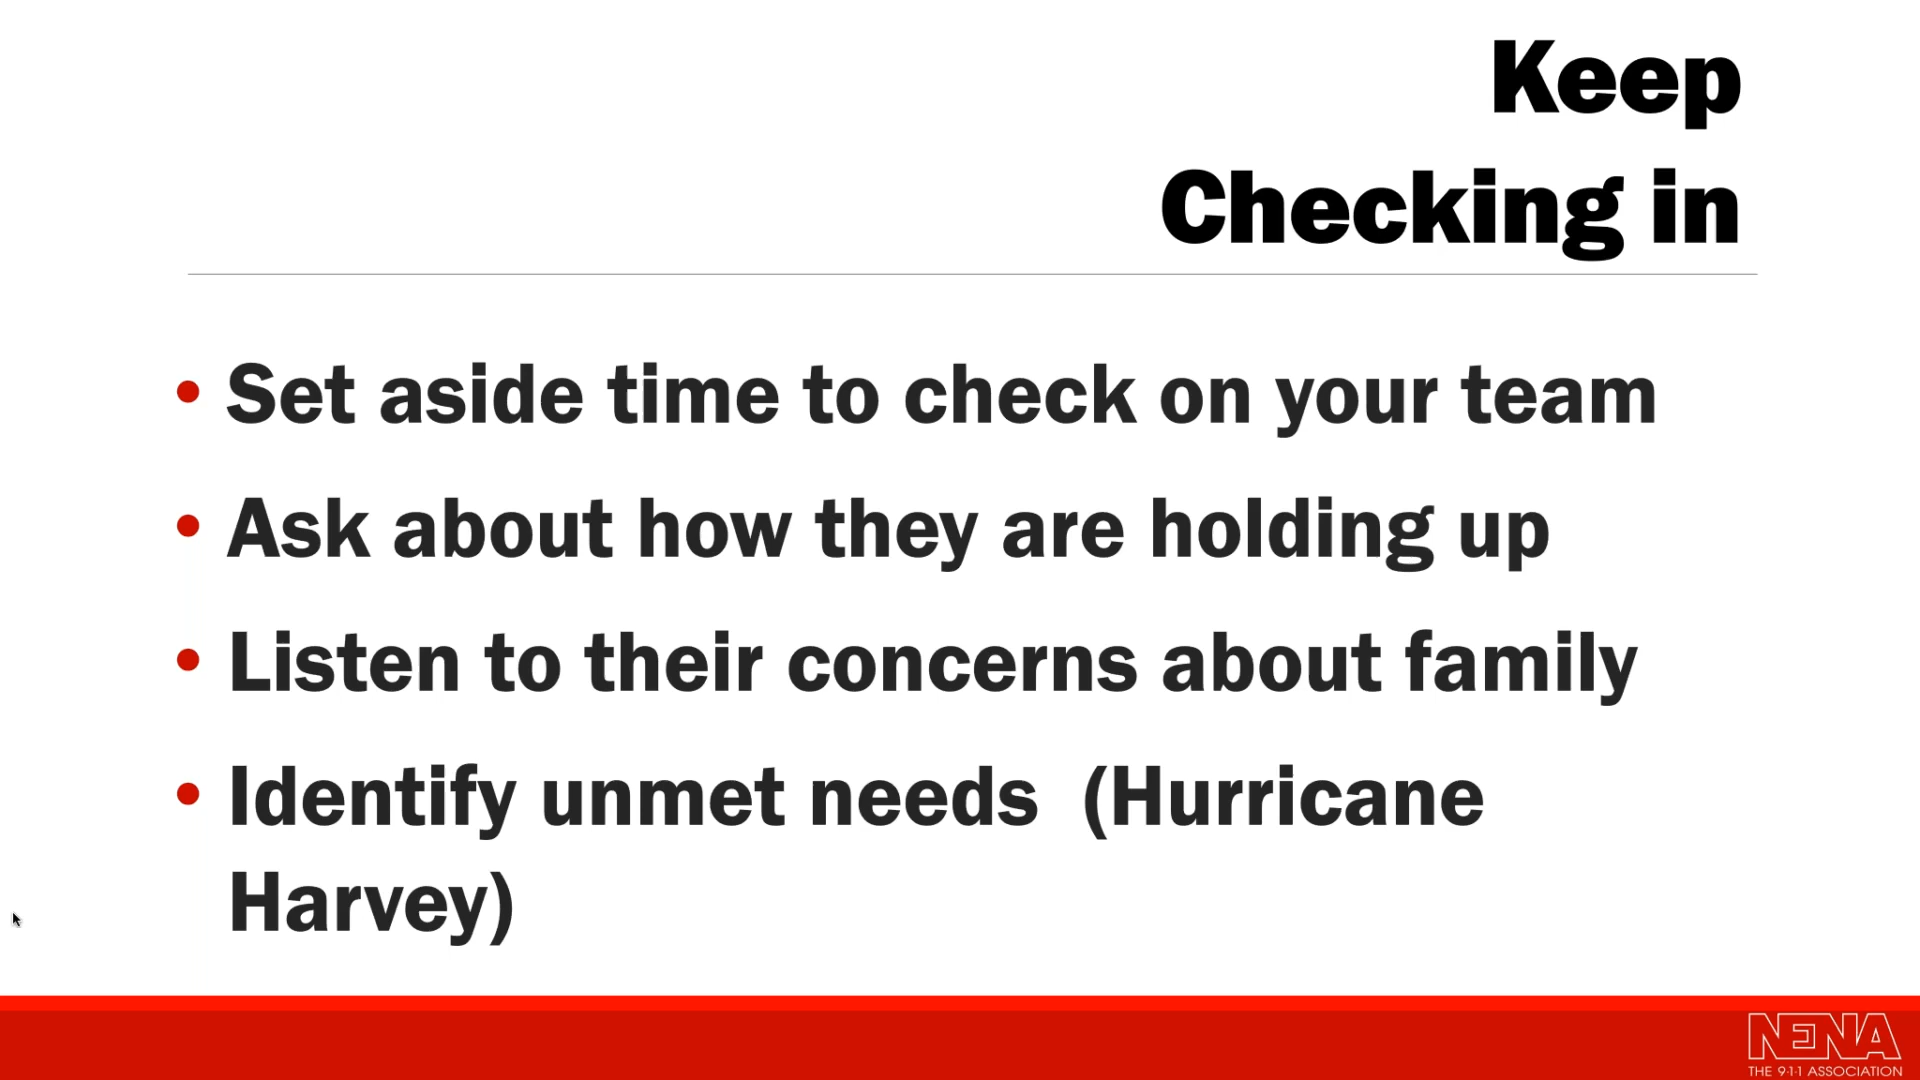 Keep
Checking in
• Set aside time to check on your team
• Ask about how they are holding up
• Listen to their concerns about family
• Identify unmet needs  (Hurricane
Harvey)
NENA
THE 9-1-1 ASSOCIATION